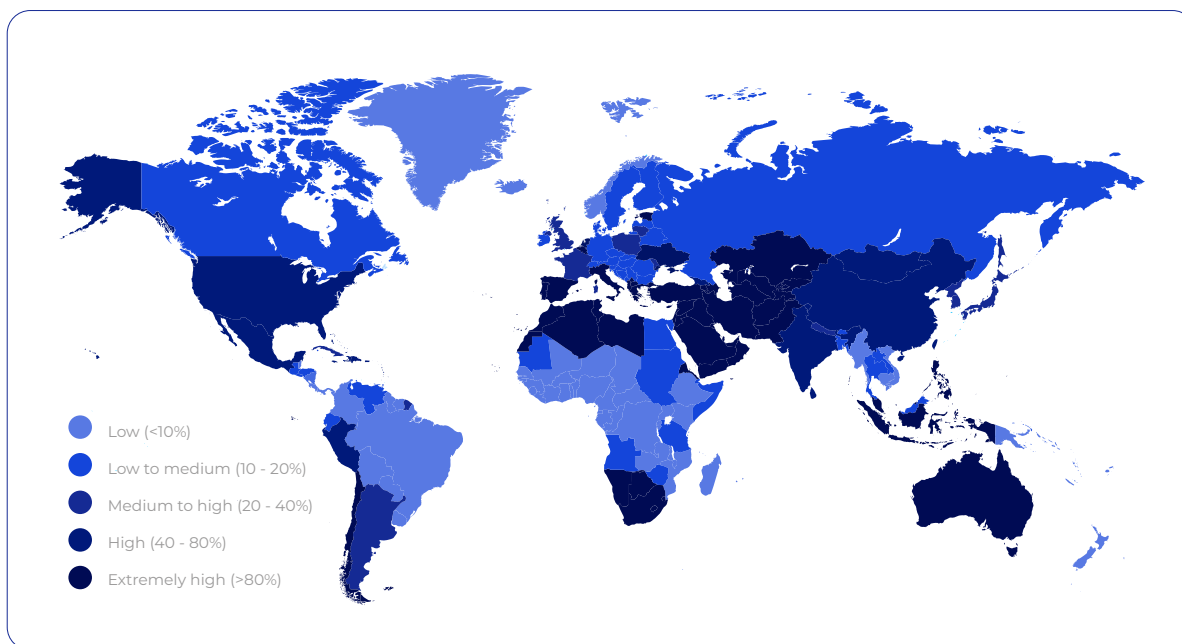 Low (<10%)
Low to medium (10 - 20%)
Medium to high (20 - 40%)
High (40 - 80%)
Extremely high (>80%)